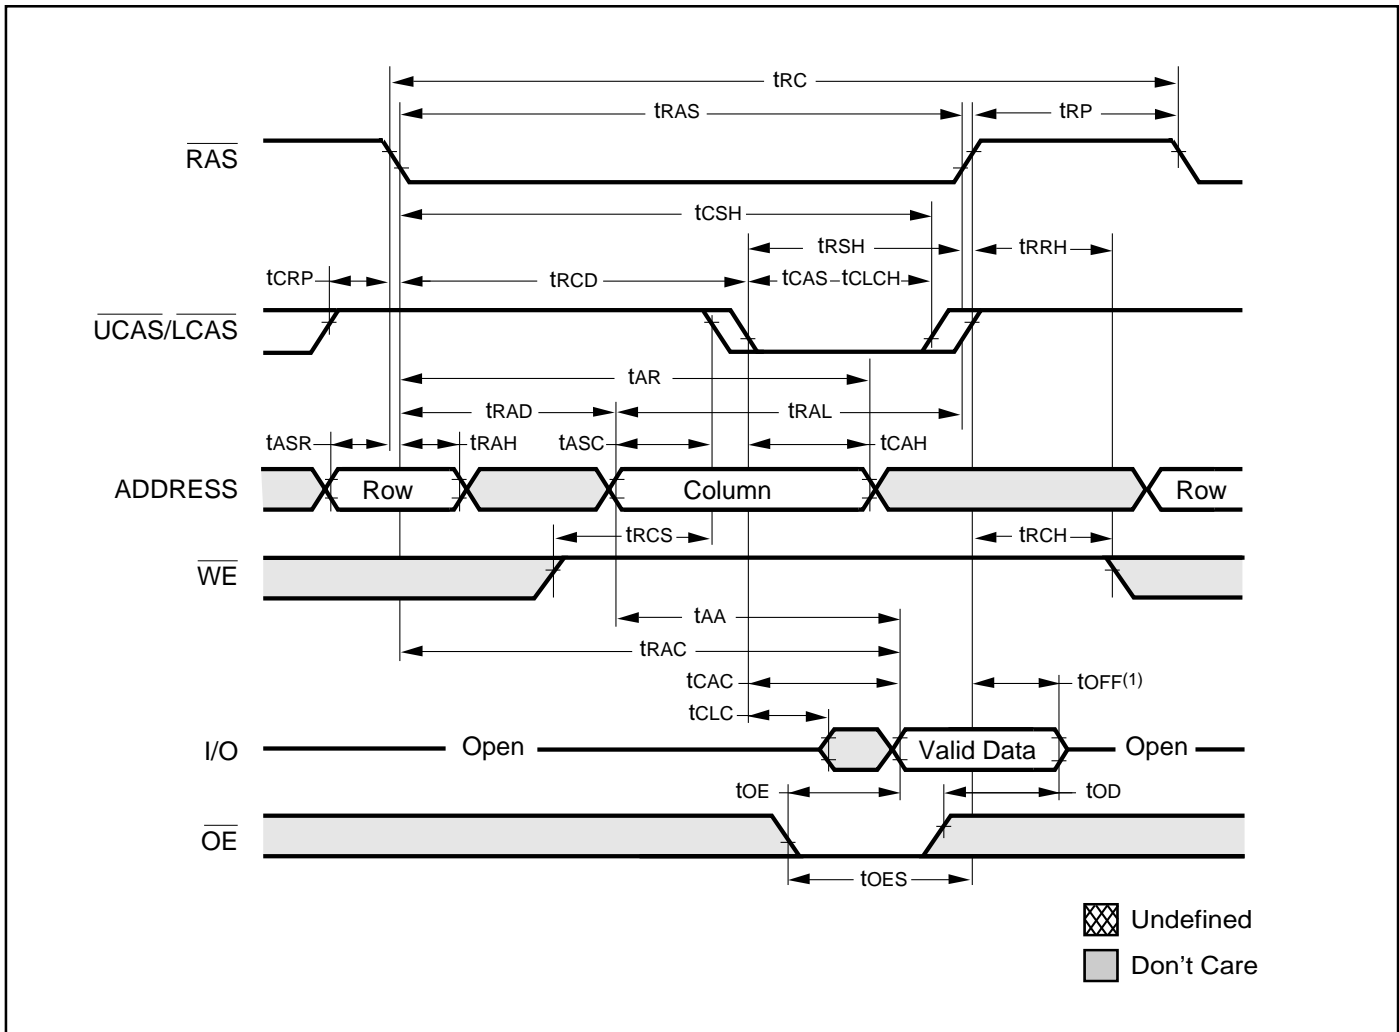 tRC
tRAS
tRP
RAS
tCSH
tRSH
tRRH
tCRP
tRCD
tCAS
tCLCH
UCAS/LCAS
tAR
tRAD
tRAL
tASR
tRAH
tASC
tCAH
ADDRESS
Row
Column
Row
tRCS
tRCH
WE
tAA
tRAC
tCAC
tOFF(1)
tCLC
I/O
Open
Valid Data
Open
tOE
tOD
OE
tOES
Undefined
Don't Care